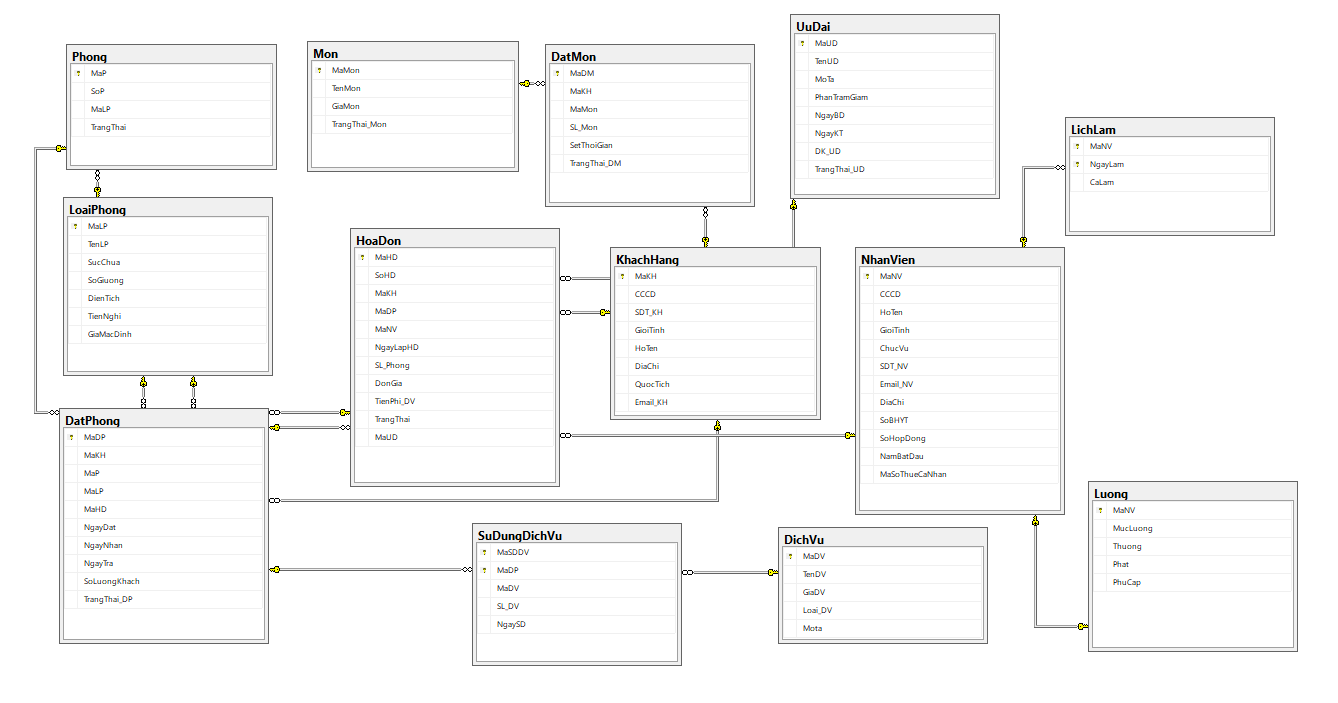 Phong
MaP
SoP
MaLP
TrangThai
Mon
MaMon
TenMon
GiaMon
TrangThai_Mon
DatMon
MaDM
MaKH
MaMon
SL_Mon
SetThoiGian
TrangThai_DM
UuDai
MaUD
TenUD
MoTa
PhanTramGiam
NgayBD
NgayKT
DK_UD
TrangThai_UD
LichLam
MaNV
NgayLam
CaLam
LoaiPhong
MaLP
TenLP
SucChua
SoGiuong
DienTich
TienNghi
GiaMacDinh
HoaDon
MaHD
SoHD
MaKH
MaDP
MaNV
NgayLapHD
SL_Phong
DonGia
TienPhi_DV
TrangThai
MaUD
KhachHang
MaKH
CCCD
SDT_KH
GioiTinh
HoTen
DiaChi
QuocTich
Email_KH
NhanVien
MaNV
CCCD
HoTen
GioiTinh
ChucVu
SDT_NV
Email_NV
DiaChi
SoBHYT
SoHopDong
NamBatDau
MaSoThueCaNhan
DatPhong
MaDP
MaKH
MaP
MaLP
MaHD
NgayDat
NgayNhan
NgayTra
SoLuongKhach
TrangThai_DP
SuDungDichVu
MaSDDV
MaDP
MaDV
SL_DV
NgaySD
DichVu
MaDV
TenDV
GiaDV
Loai_DV
Mota
Luong
MaNV
MucLuong
Thuong
Phat
PhuCap